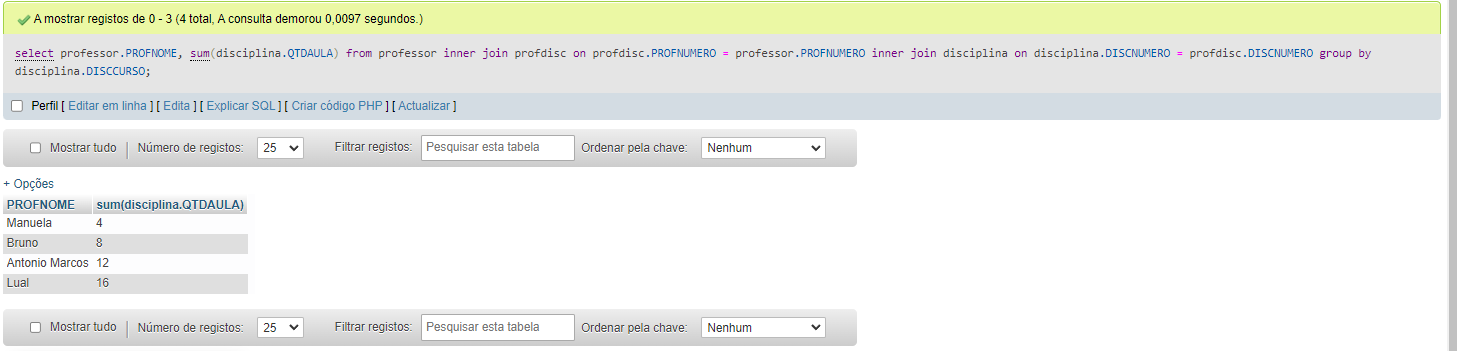 A mostrar registos de 0 - 3 (4 total, A consulta demorou 0,0097 segundos.)
select professor.PROFNOME, sum(disciplina.QTDAULA) from professor inner join profdisc on profdisc.PROFNUMERO = professor.PROFNUMERO inner join disciplina on disciplina.DISCNUMERO = profdisc.DISCNUMERO group by
disciplina.DISCCURSO;
Perfil [ Editar em linha ] [ Edita ] [ Explicar SQL ] [ Criar código PHP ] [ Actualizar ]
Mostrar tudo | Número de registos: 25 Filtrar registos: Pesquisar esta tabela Ordenar pela chave: Nenhum
+ Opções
PROFNOME sum(disciplina.QTDAULA)
Manuela 4
Bruno 8
Antonio Marcos 12
Lual 16
Mostrar tudo | Número de registos: 25 Filtrar registos: Pesquisar esta tabela Ordenar pela chave: Nenhum